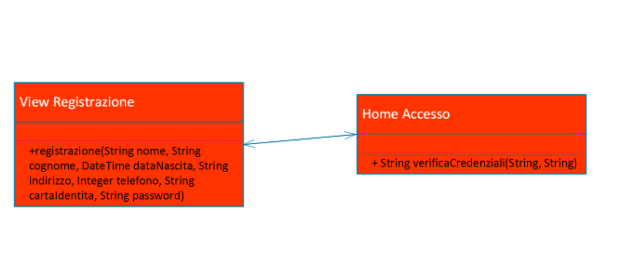 View Registrazione
+registrazione(String nome, String
cognome, DateTime dataNascita, String
indirizzo, Integer telefono, String
cartaIdentita, String password)
Home Accesso
+ String verificaCredenziali(String, String)